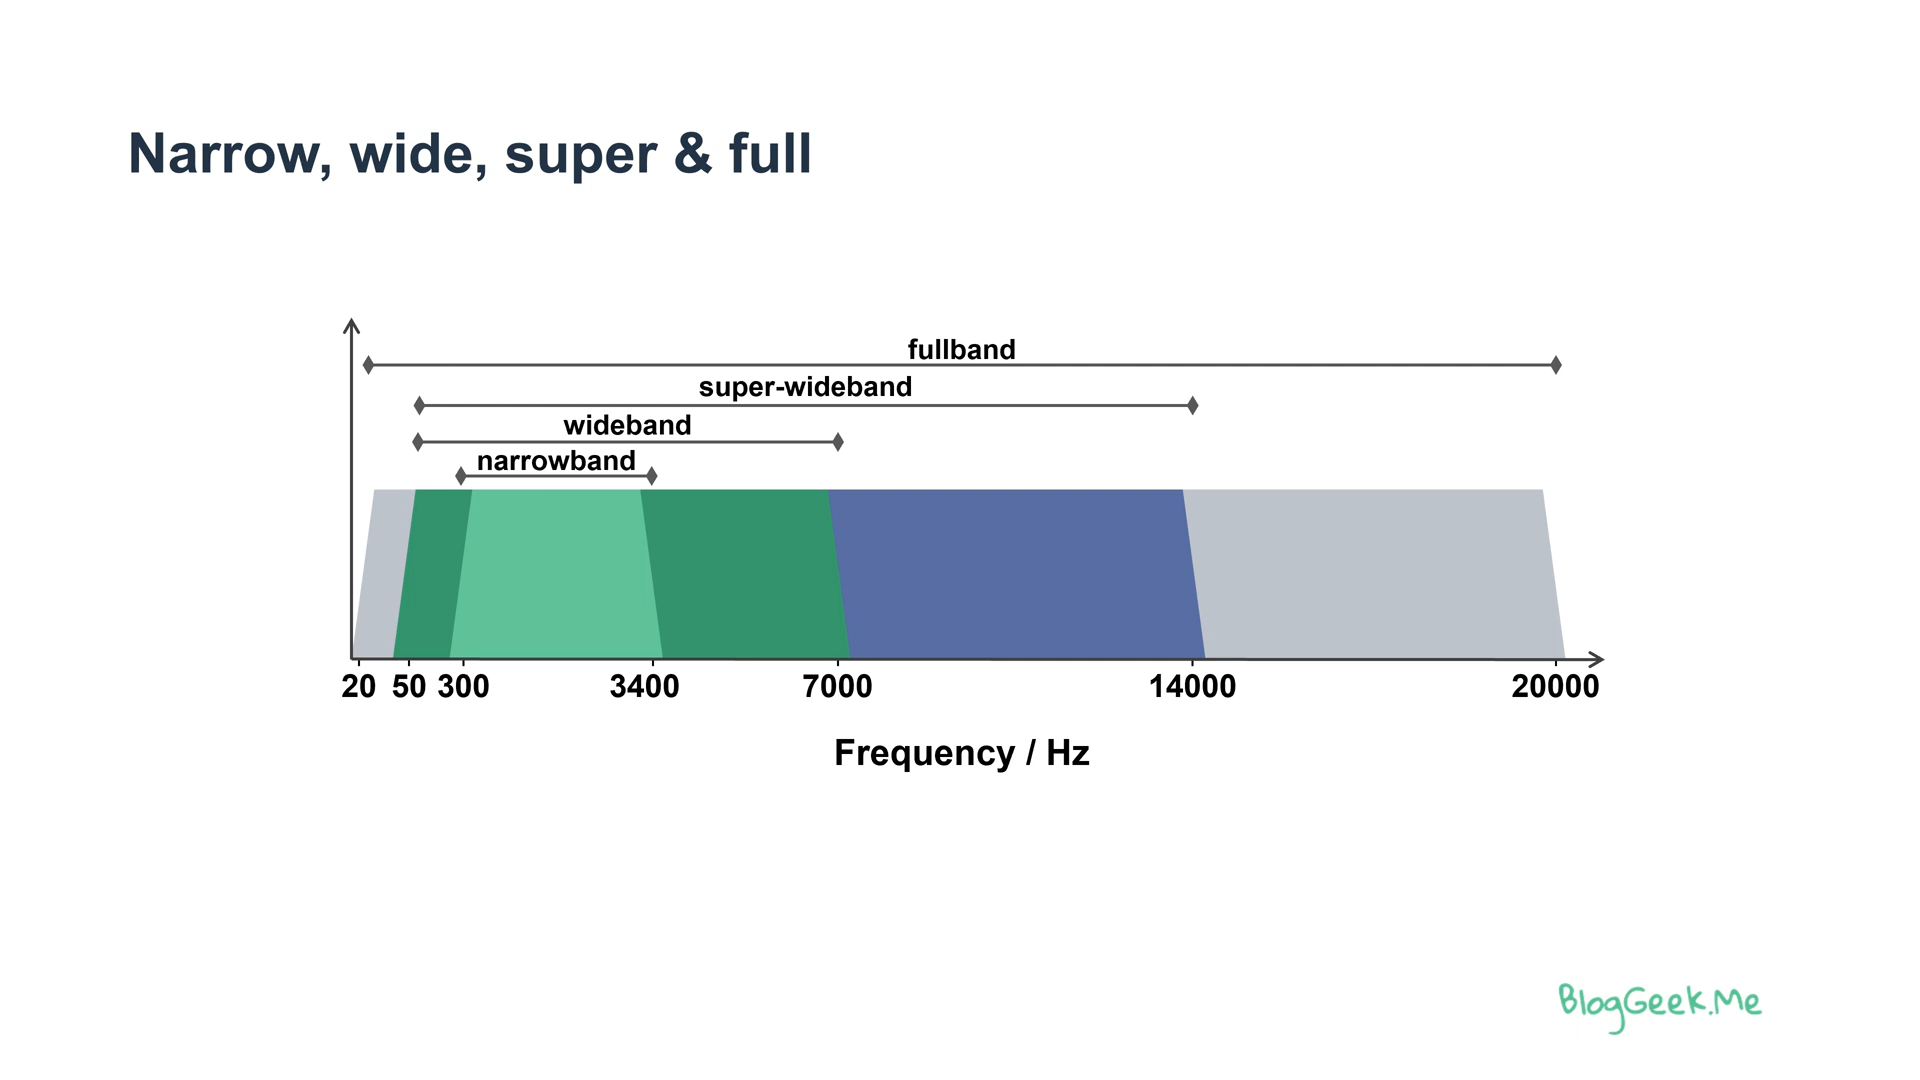 Narrow, wide, super & full
fullband
super-wideband
wideband
narrowband
20 50 300 3400 7000 14000 20000
Frequency / Hz
BlogGeek.Me